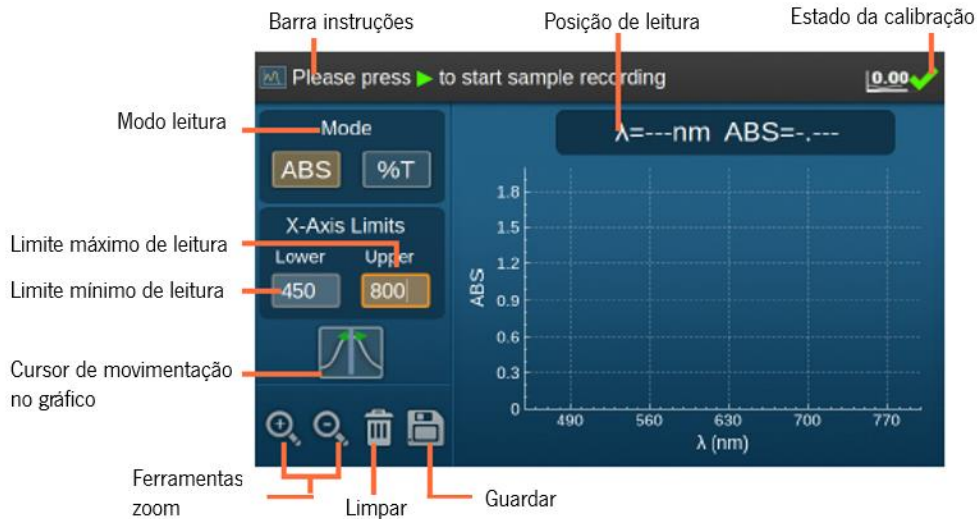 Barra instruções
Posição de leitura
Estado da calibração
Please press ▶ to start sample recording
0.00
Modo leitura
Mode
λ=---nm ABS=-.---
ABS
%T
X-Axis Limits
Limite máximo de leitura
Lower
Upper
Limite mínimo de leitura
450
800
Cursor de movimentação
no gráfico
1.8
1.5
1.2
0.9
0.6
0.3
0
ABS
490
560
630
700
770
λ (nm)
Ferramentas
zoom
Limpar
Guardar